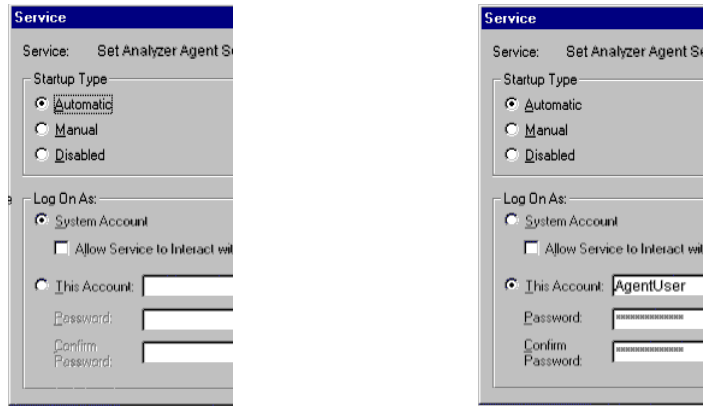 Service
Service: Set Analyzer Agent Se
Startup Type
Automatic
Manual
Disabled
Log On As:
System Account
Allow Service to Interact wit
This Account:
Password:
Confirm
Password:
Service
Service: Set Analyzer Agent Se
Startup Type
Automatic
Manual
Disabled
Log On As:
System Account
Allow Service to Interact wit
This Account: AgentUser
Password: **************
Confirm
Password: **************